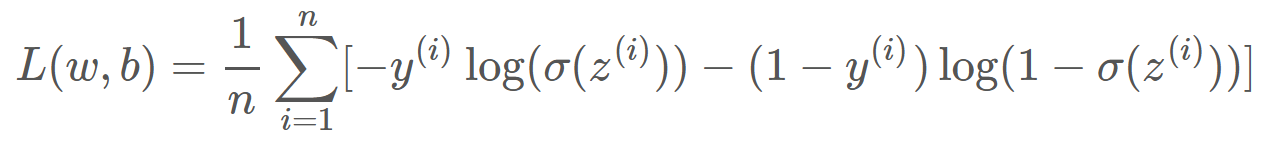 L(w, b) = \frac{1}{n} \sum_{i=1}^{n} [-y^{(i)} \log(\sigma(z^{(i)})) - (1 - y^{(i)}) \log(1 - \sigma(z^{(i)}))]